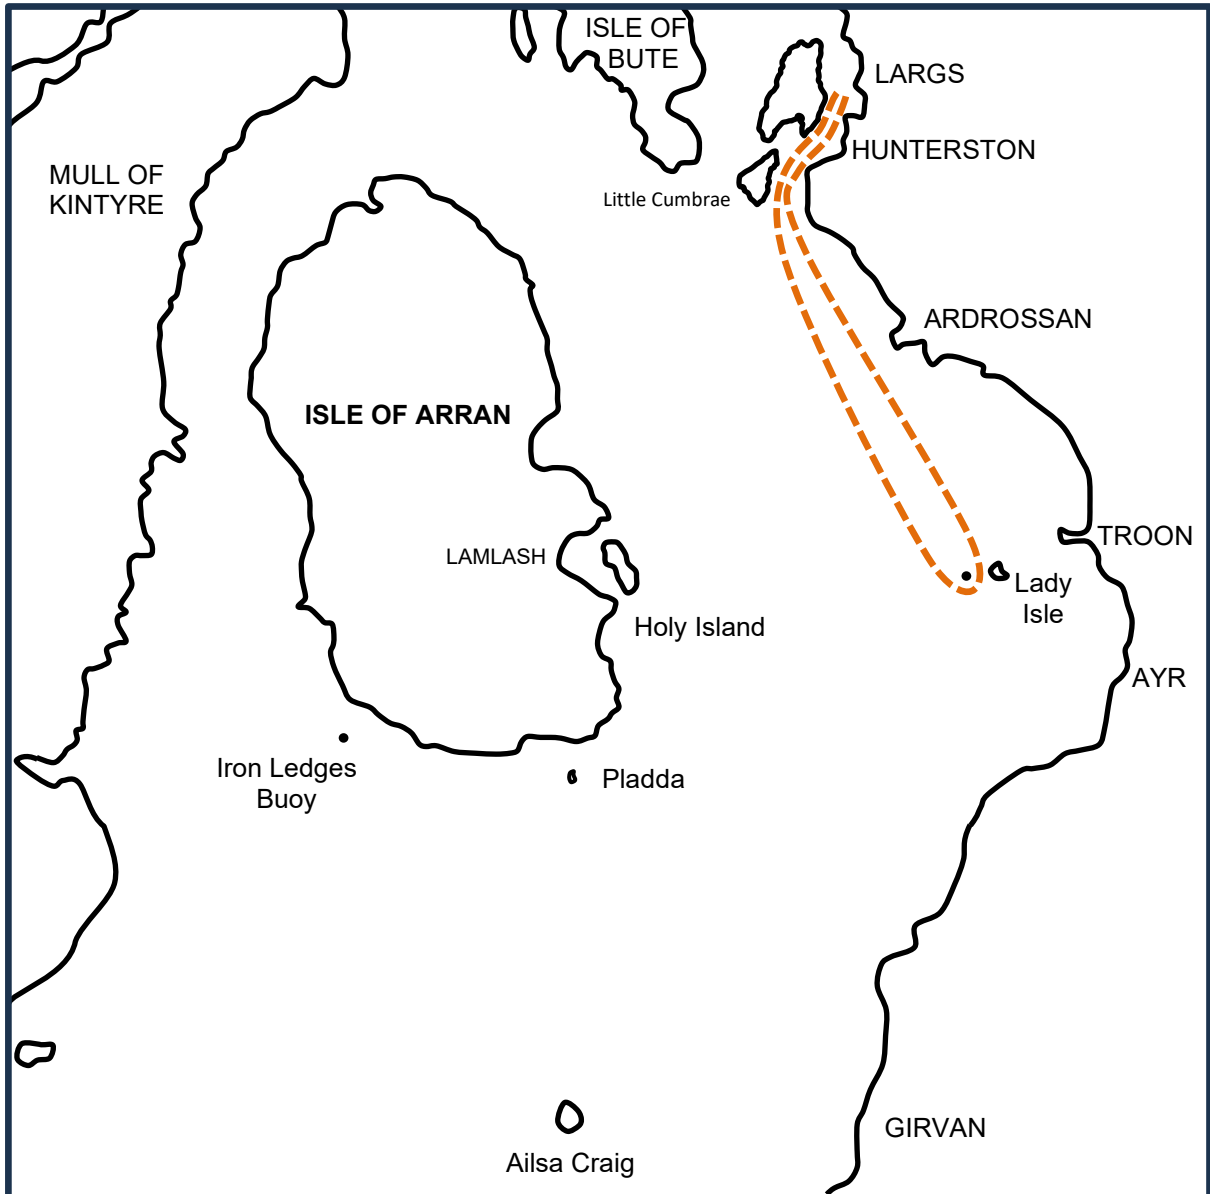 ISLE OF
BUTE
LARGS
HUNTERSTON
MULL OF
KINTYRE
Little Cumbrae
ARDROSSAN
ISLE OF ARRAN
TROON
LAMLASH
Lady
Isle
Holy Island
AYR
Iron Ledges
Buoy
Pladda
GIRVAN
Ailsa Craig